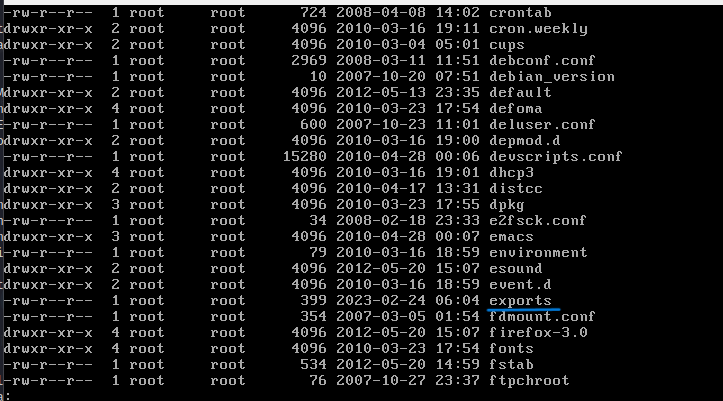 -rw-r--r-- 1 root root 724 2008-04-08 14:02 crontab
drwxr-xr-x 2 root root 4096 2010-03-16 19:11 cron.weekly
drwxr-xr-x 2 root root 4096 2010-03-04 05:01 cups
-rw-r--r-- 1 root root 2969 2008-03-11 11:51 debconf.conf
-rw-r--r-- 1 root root 10 2007-10-20 07:51 debian_version
drwxr-xr-x 2 root root 4096 2012-05-13 23:35 default
drwxr-xr-x 4 root root 4096 2010-03-23 17:54 defoma
-rw-r--r-- 1 root root 600 2007-10-23 11:01 deluser.conf
drwxr-xr-x 2 root root 4096 2010-03-16 19:00 depmod.d
-rw-r--r-- 1 root root 15280 2010-04-28 00:06 devscripts.conf
drwxr-xr-x 4 root root 4096 2010-03-16 19:01 dhcp3
drwxr-xr-x 2 root root 4096 2010-04-17 13:31 distcc
drwxr-xr-x 3 root root 4096 2010-03-23 17:55 dpkg
-rw-r--r-- 1 root root 34 2008-02-18 23:33 e2fsck.conf
drwxr-xr-x 3 root root 4096 2010-04-28 00:07 emacs
-rw-r--r-- 1 root root 79 2010-03-16 18:59 environment
drwxr-xr-x 2 root root 4096 2012-05-20 15:07 esound
drwxr-xr-x 2 root root 4096 2010-03-16 18:59 event.d
-rw-r--r-- 1 root root 399 2023-02-24 06:04 exports
-rw-r--r-- 1 root root 354 2007-03-05 01:54 fdmount.conf
drwxr-xr-x 4 root root 4096 2012-05-20 15:07 firefox-3.0
drwxr-xr-x 4 root root 4096 2010-03-23 17:54 fonts
-rw-r--r-- 1 root root 534 2012-05-20 14:59 fstab
-rw-r--r-- 1 root root 76 2007-10-27 23:37 ftpchroot